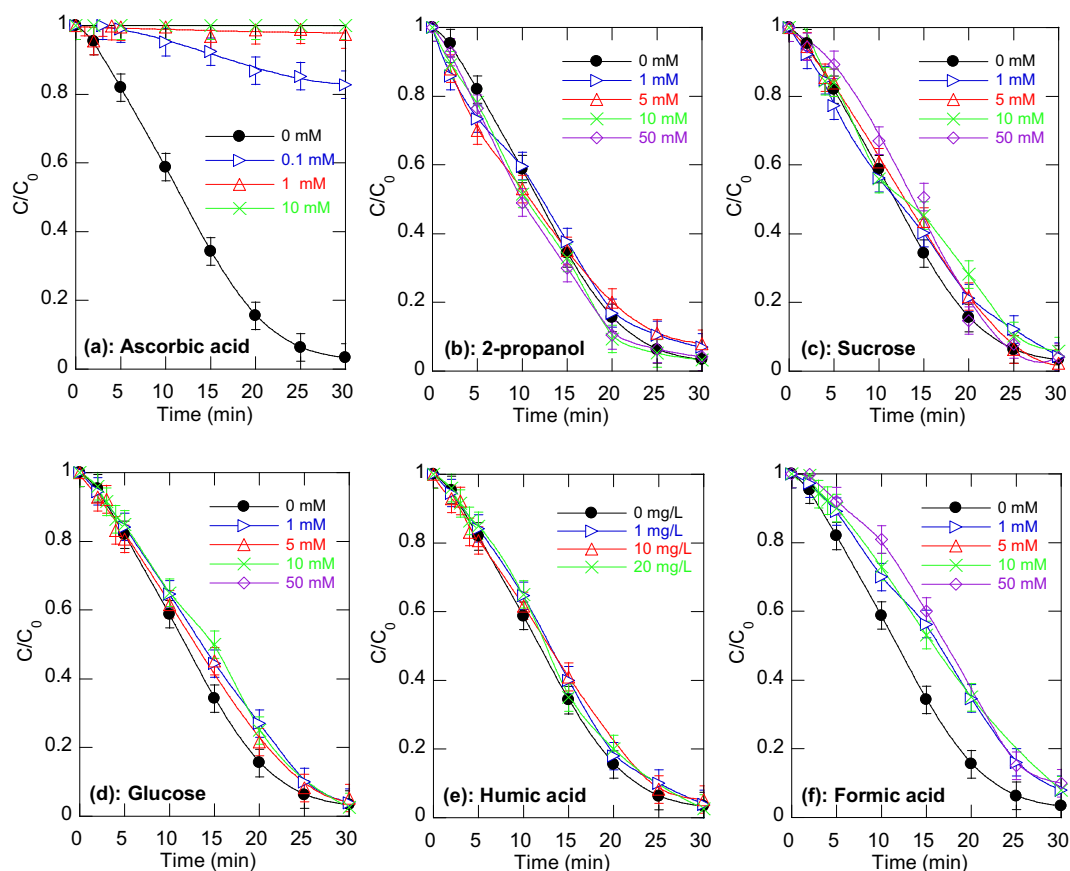 1
0.8
0.6
0.4
0.2
0
C/C0
0 mM
0.1 mM
1 mM
10 mM
(a): Ascorbic acid
0 5 10 15 20 25 30
Time (min)
1
0.8
0.6
0.4
0.2
0
C/C0
0 mM
1 mM
5 mM
10 mM
50 mM
(b): 2-propanol
0 5 10 15 20 25 30
Time (min)
1
0.8
0.6
0.4
0.2
0
C/C0
0 mM
1 mM
5 mM
10 mM
50 mM
(c): Sucrose
0 5 10 15 20 25 30
Time (min)
1
0.8
0.6
0.4
0.2
0
C/C0
0 mM
1 mM
5 mM
10 mM
50 mM
(d): Glucose
0 5 10 15 20 25 30
Time (min)
1
0.8
0.6
0.4
0.2
0
C/C0
0 mg/L
1 mg/L
10 mg/L
20 mg/L
(e): Humic acid
0 5 10 15 20 25 30
Time (min)
1
0.8
0.6
0.4
0.2
0
C/C0
0 mM
1 mM
5 mM
10 mM
50 mM
(f): Formic acid
0 5 10 15 20 25 30
Time (min)